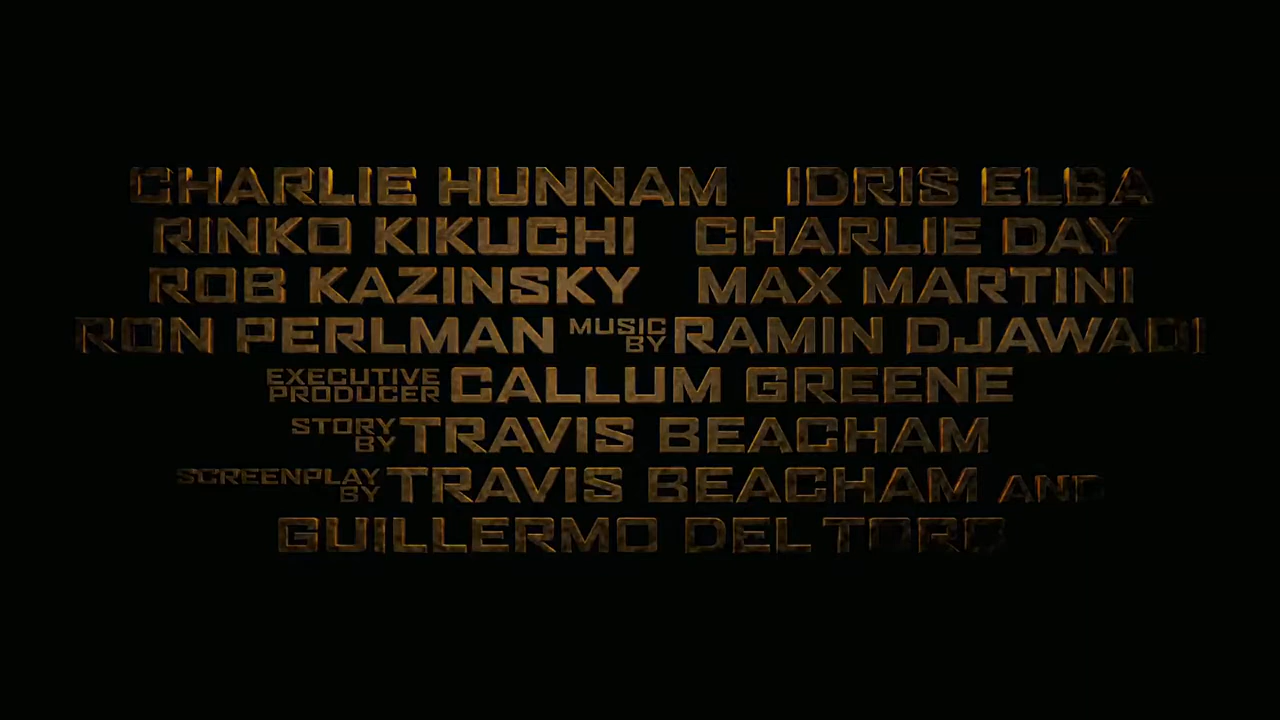 CHARLIE HUNNAM IDRIS ELBA
RINKO KIKUCHI CHARLIE DAY
ROB KAZINSKY MAX MARTINI
RON PERLMAN MUSIC BY RAMIN DJAWADI
EXECUTIVE PRODUCER CALLUM GREENE
STORY BY TRAVIS BEACHAM
SCREENPLAY BY TRAVIS BEACHAM AND
GUILLERMO DEL TORO